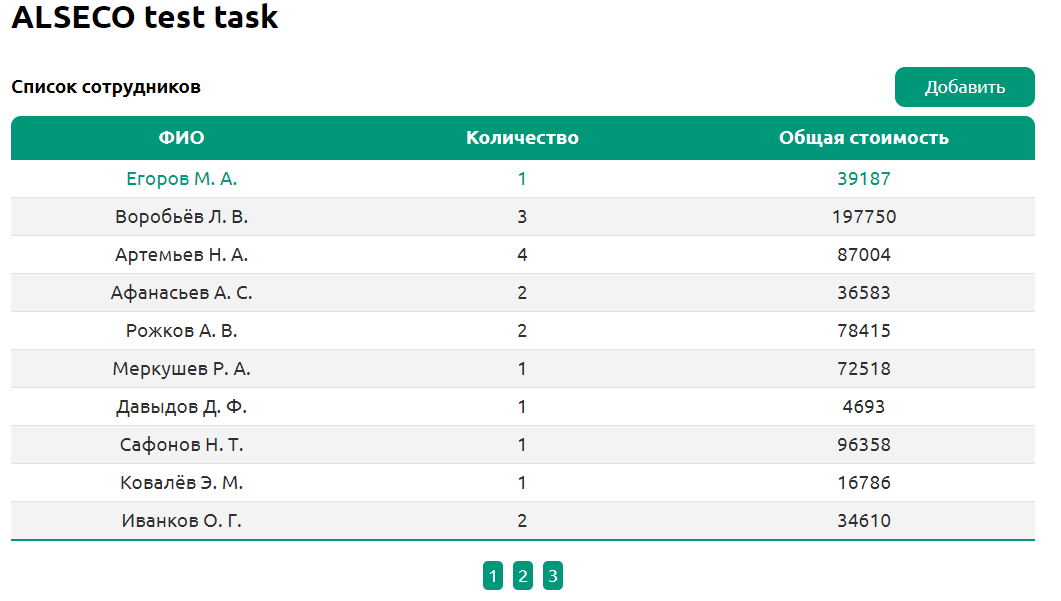 ALSECO test task
Список сотрудников Добавить
ФИО Количество Общая стоимость
Егоров М. А. 1 39187
Воробьёв Л. В. 3 197750
Артемьев Н. А. 4 87004
Афанасьев А. С. 2 36583
Рожков А. В. 2 78415
Меркушев Р. А. 1 72518
Давыдов Д. Ф. 1 4693
Сафонов Н. Т. 1 96358
Ковалёв Э. М. 1 16786
Иванков О. Г. 2 34610
1 2 3